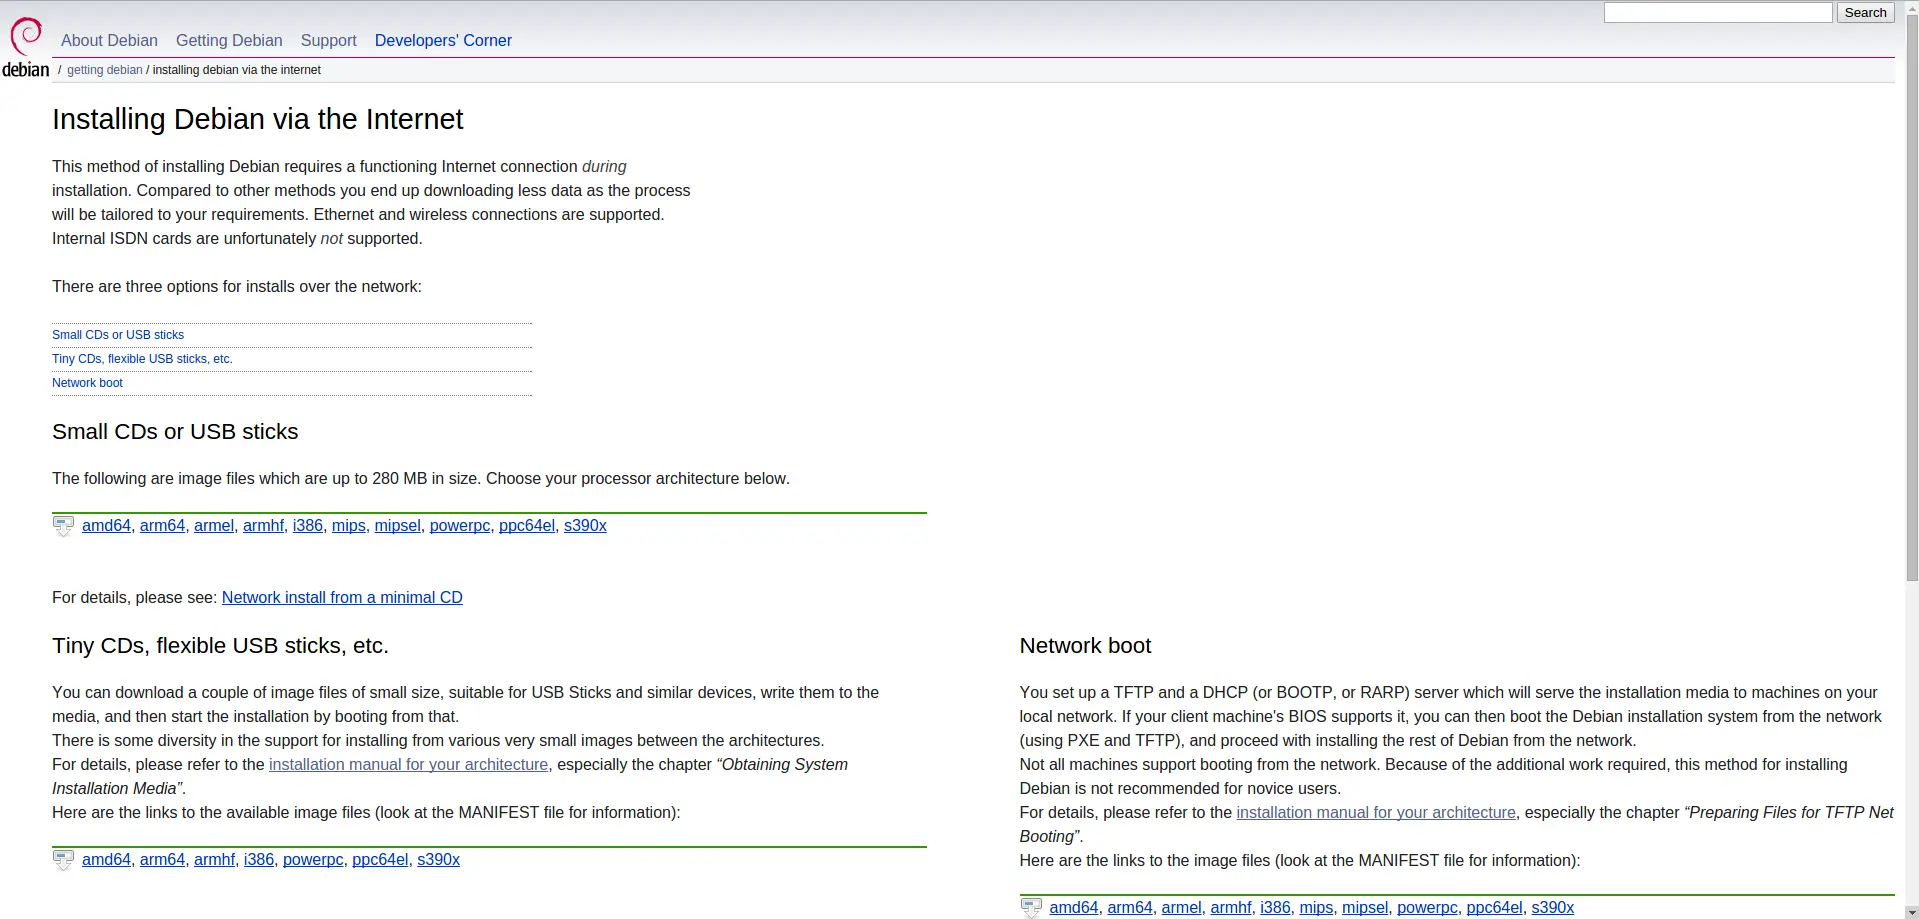 Search
About Debian Getting Debian Support Developers' Corner
debian / getting debian / installing debian via the internet
Installing Debian via the Internet
This method of installing Debian requires a functioning Internet connection during
installation. Compared to other methods you end up downloading less data as the process
will be tailored to your requirements. Ethernet and wireless connections are supported.
Internal ISDN cards are unfortunately not supported.
There are three options for installs over the network:
Small CDs or USB sticks
Tiny CDs, flexible USB sticks, etc.
Network boot
Small CDs or USB sticks
The following are image files which are up to 280 MB in size. Choose your processor architecture below.
amd64, arm64, armel, armhf, i386, mips, mipsel, powerpc, ppc64el, s390x
For details, please see: Network install from a minimal CD
Tiny CDs, flexible USB sticks, etc.
You can download a couple of image files of small size, suitable for USB Sticks and similar devices, write them to the
media, and then start the installation by booting from that.
There is some diversity in the support for installing from various very small images between the architectures.
For details, please refer to the installation manual for your architecture, especially the chapter “Obtaining System
Installation Media”.
Here are the links to the available image files (look at the MANIFEST file for information):
amd64, arm64, armhf, i386, powerpc, ppc64el, s390x
Network boot
You set up a TFTP and a DHCP (or BOOTP, or RARP) server which will serve the installation media to machines on your
local network. If your client machine's BIOS supports it, you can then boot the Debian installation system from the network
(using PXE and TFTP), and proceed with installing the rest of Debian from the network.
Not all machines support booting from the network. Because of the additional work required, this method for installing
Debian is not recommended for novice users.
For details, please refer to the installation manual for your architecture, especially the chapter “Preparing Files for TFTP Net
Booting”.
Here are the links to the image files (look at the MANIFEST file for information):
amd64, arm64, armel, armhf, i386, mips, mipsel, powerpc, ppc64el, s390x